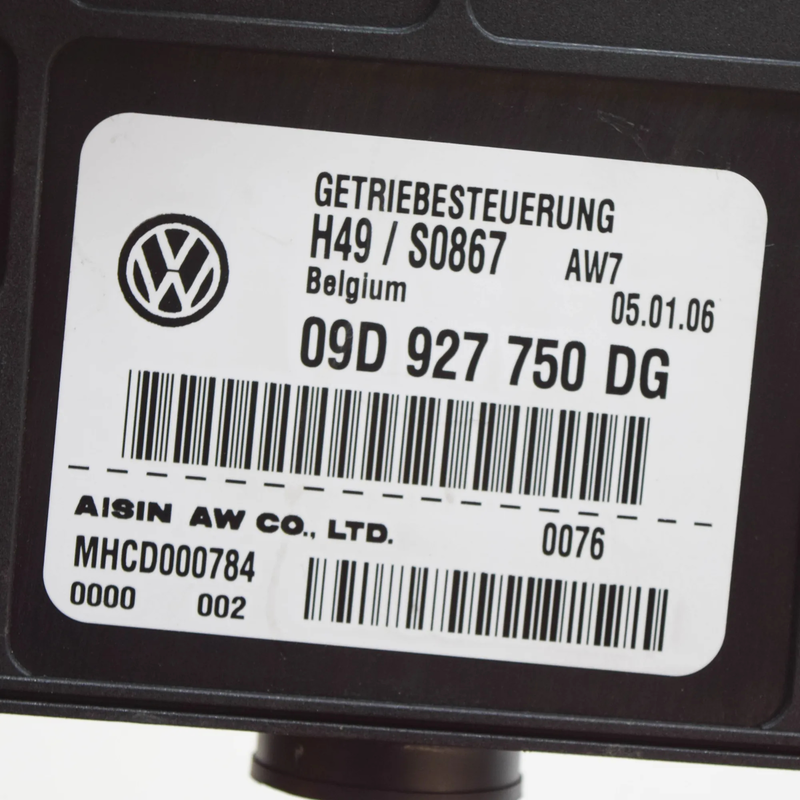 GETRIEBESTEUERUNG
H49 / S0867 AW7
Belgium 05.01.06
09D 927 750 DG
AISIN AW CO., LTD. 0076
MHCD000784
0000 002